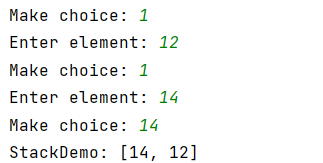 Make choice: 1
Enter element: 12
Make choice: 1
Enter element: 14
Make choice: 14
StackDemo: [14, 12]